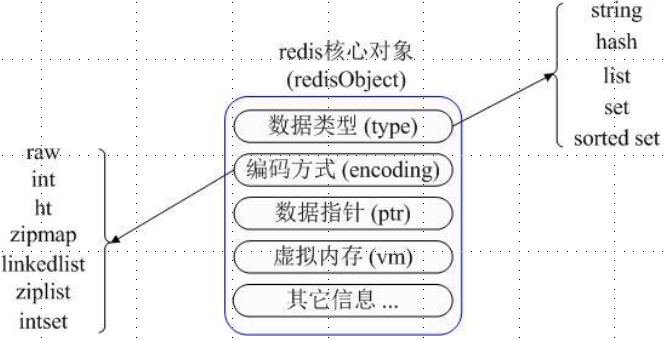 redis核心对象
(redisObject)
数据类型 (type)
编码方式 (encoding)
数据指针 (ptr)
虚拟内存 (vm)
其它信息 ...
string
hash
list
set
sorted set
raw
int
ht
zipmap
linkedlist
ziplist
intset